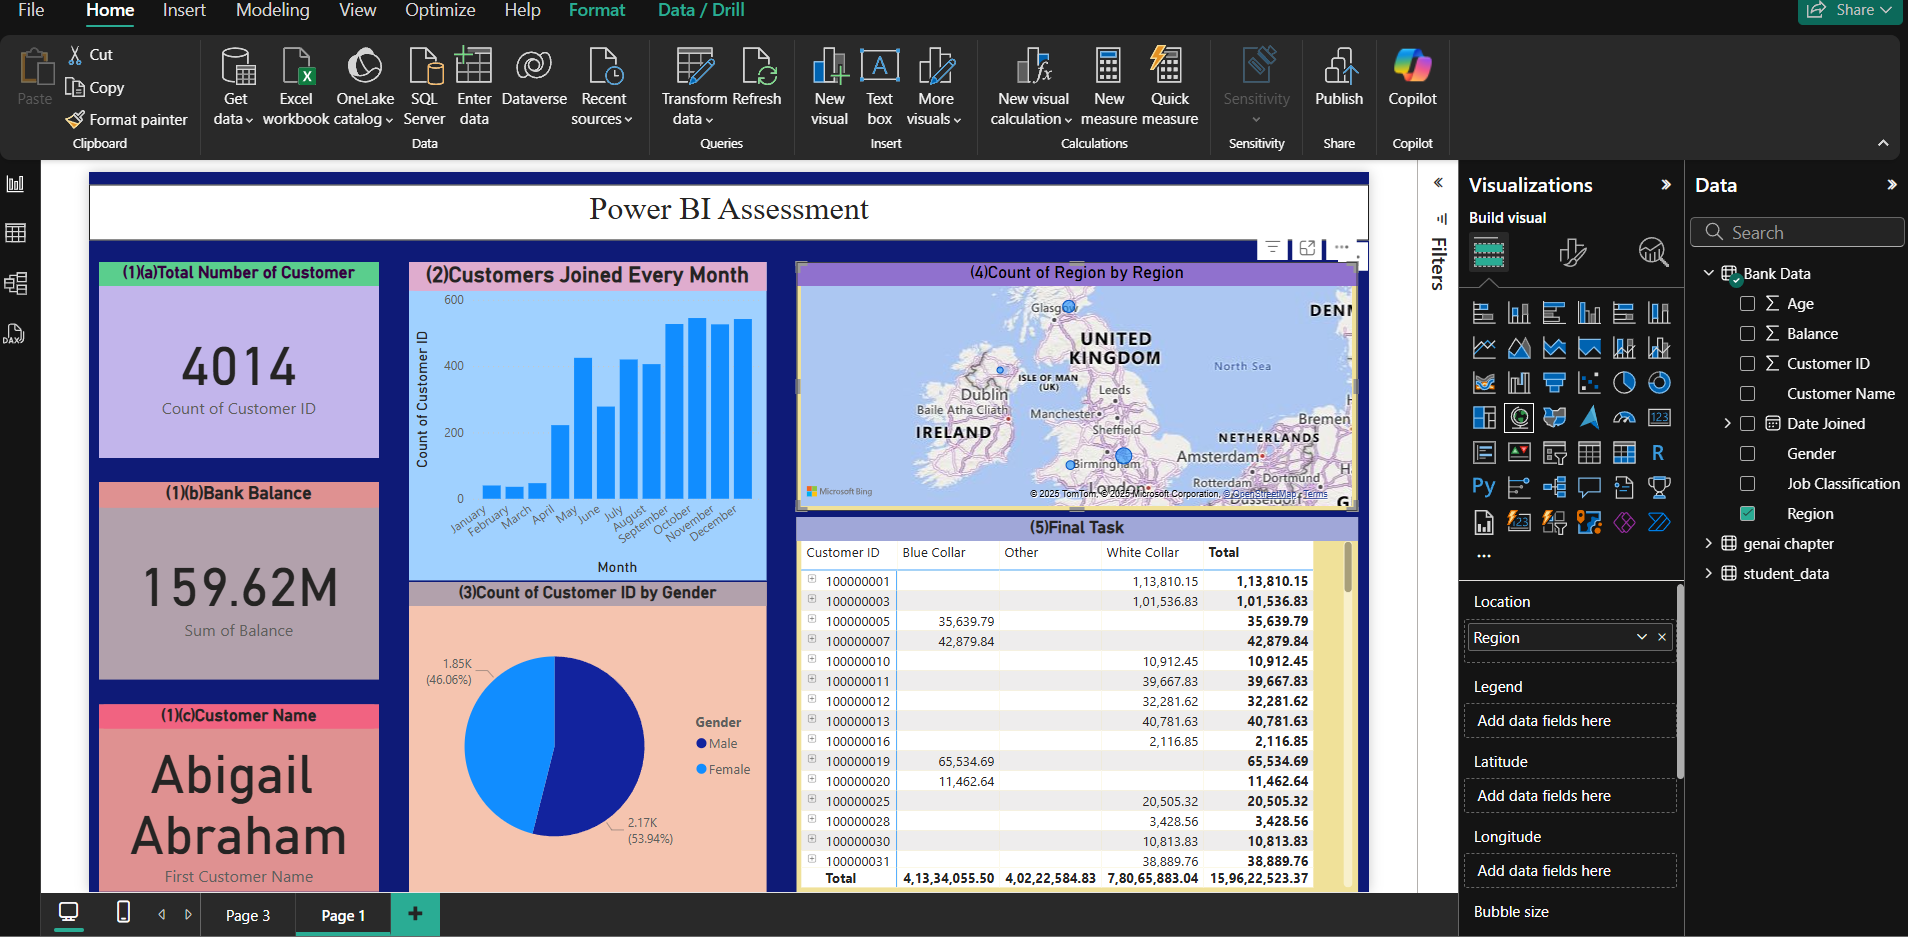 File Home Insert Modeling View Optimize Help Format Data / Drill Share
Paste
Cut
Copy
Format painter
Clipboard
Get data
Excel workbook
OneLake catalog
SQL Server
Enter data
Dataverse
Recent sources
Data
Transform data
Refresh
Queries
New visual
Text box
More visuals
Insert
New visual calculation
New measure
Quick measure
Calculations
Sensitivity
Sensitivity
Publish
Share
Copilot
Copilot
Power BI Assessment
(1)(a)Total Number of Customer
4014
Count of Customer ID
(1)(b)Bank Balance
159.62M
Sum of Balance
(1)(c)Customer Name
Abigail
Abraham
First Customer Name
(2)Customers Joined Every Month
Count of Customer ID
600
400
200
0
January
February
March
April
May
June
July
August
September
October
November
December
Month
(3)Count of Customer ID by Gender
1.85K
(46.06%)
2.17K
(53.94%)
Gender
Male
Female
(4)Count of Region by Region
Glasgow
UNITED
KINGDOM
North Sea
ISLE OF MAN
(UK)
Leeds
Dublin
Baile Atha Cliath
Manchester
Sheffield
IRELAND
Bremen
NETHERLANDS
Amsterdam
Birmingham
London
Rotterdam
Dortmund
Düsseldorf
DENM
Microsoft Bing
© 2025 TomTom, © 2025 Microsoft Corporation, © OpenStreetMap Terms
(5)Final Task
Customer ID Blue Collar Other White Collar Total
100000001 1,13,810.15 1,13,810.15
100000003 1,01,536.83 1,01,536.83
100000005 35,639.79 35,639.79
100000007 42,879.84 42,879.84
100000010 10,912.45 10,912.45
100000011 39,667.83 39,667.83
100000012 32,281.62 32,281.62
100000013 40,781.63 40,781.63
100000016 2,116.85 2,116.85
100000019 65,534.69 65,534.69
100000020 11,462.64 11,462.64
100000025 20,505.32 20,505.32
100000028 3,428.56 3,428.56
100000030 10,813.83 10,813.83
100000031 38,889.76 38,889.76
Total 4,13,34,055.50 4,02,22,584.83 7,80,65,883.04 15,96,22,523.37
Filters
Visualizations
Build visual
Location
Region
Legend
Add data fields here
Latitude
Add data fields here
Longitude
Add data fields here
Bubble size
Data
Search
Bank Data
Age
Balance
Customer ID
Customer Name
Date Joined
Gender
Job Classification
Region
genai chapter
student_data
Page 3
Page 1